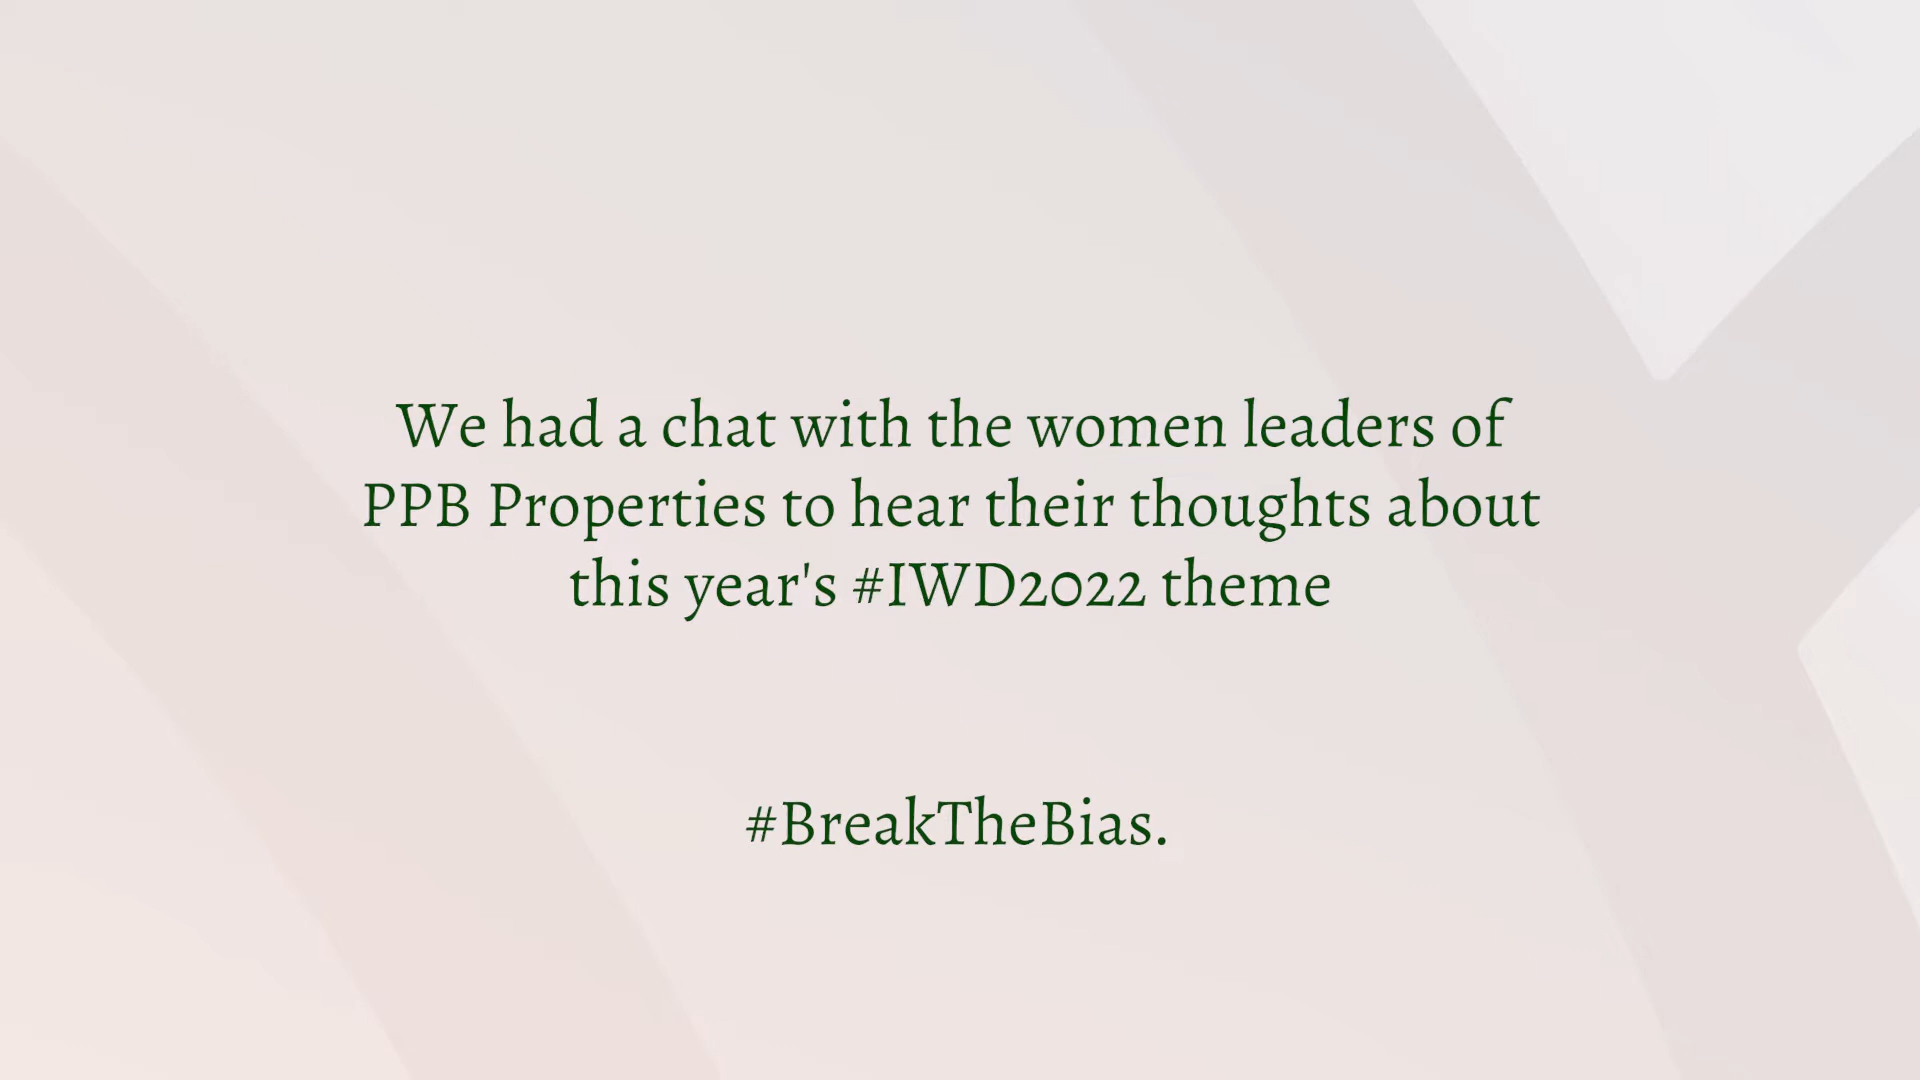 We had a chat with the women leaders of
PPB Properties to hear their thoughts about
this year's #IWD2022 theme
#BreakTheBias.